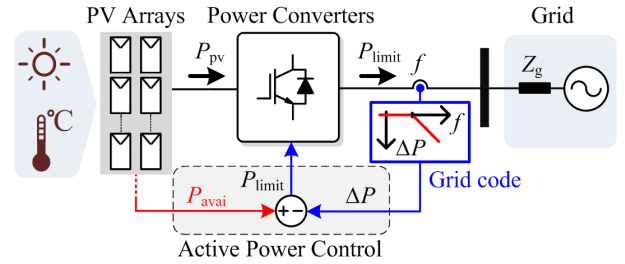 PV Arrays
Power Converters
Grid
P_pv
P_limit
f
Z_g
°C
f
ΔP
Grid code
P_limit
P_avai
+ −
ΔP
Active Power Control